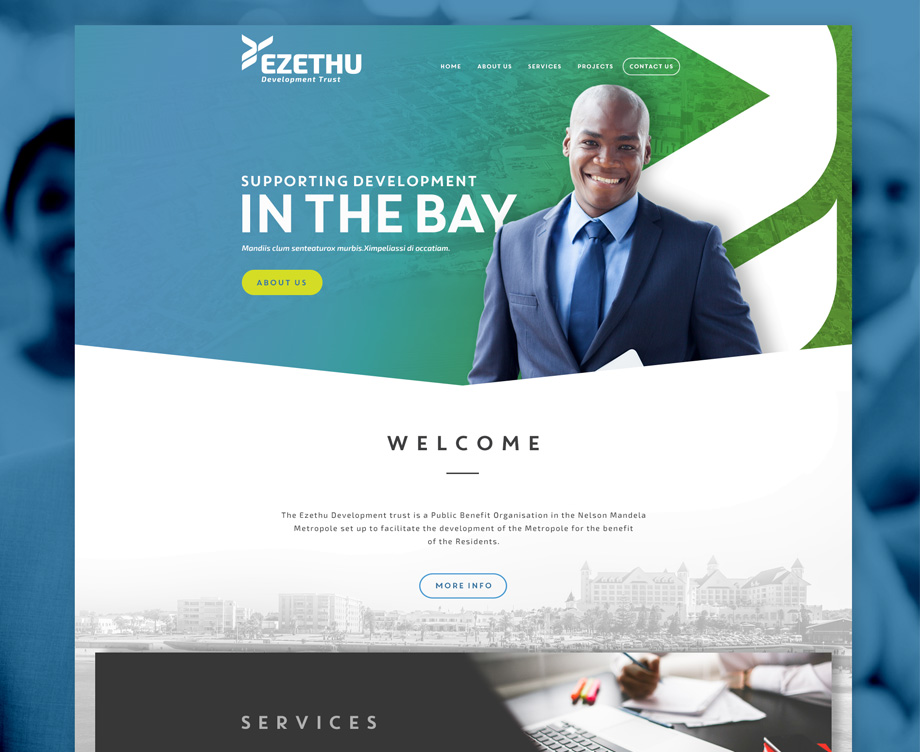 EZETHU
Development Trust
HOME ABOUT US SERVICES PROJECTS CONTACT US
SUPPORTING DEVELOPMENT
IN THE BAY
Mandiis clum senteaturox murbis.Ximpeliassi di occatiam.
ABOUT US
WELCOME
The Ezethu Development trust is a Public Benefit Organisation in the Nelson Mandela
Metropole set up to facilitate the development of the Metropole for the benefit
of the Residents.
MORE INFO
SERVICES